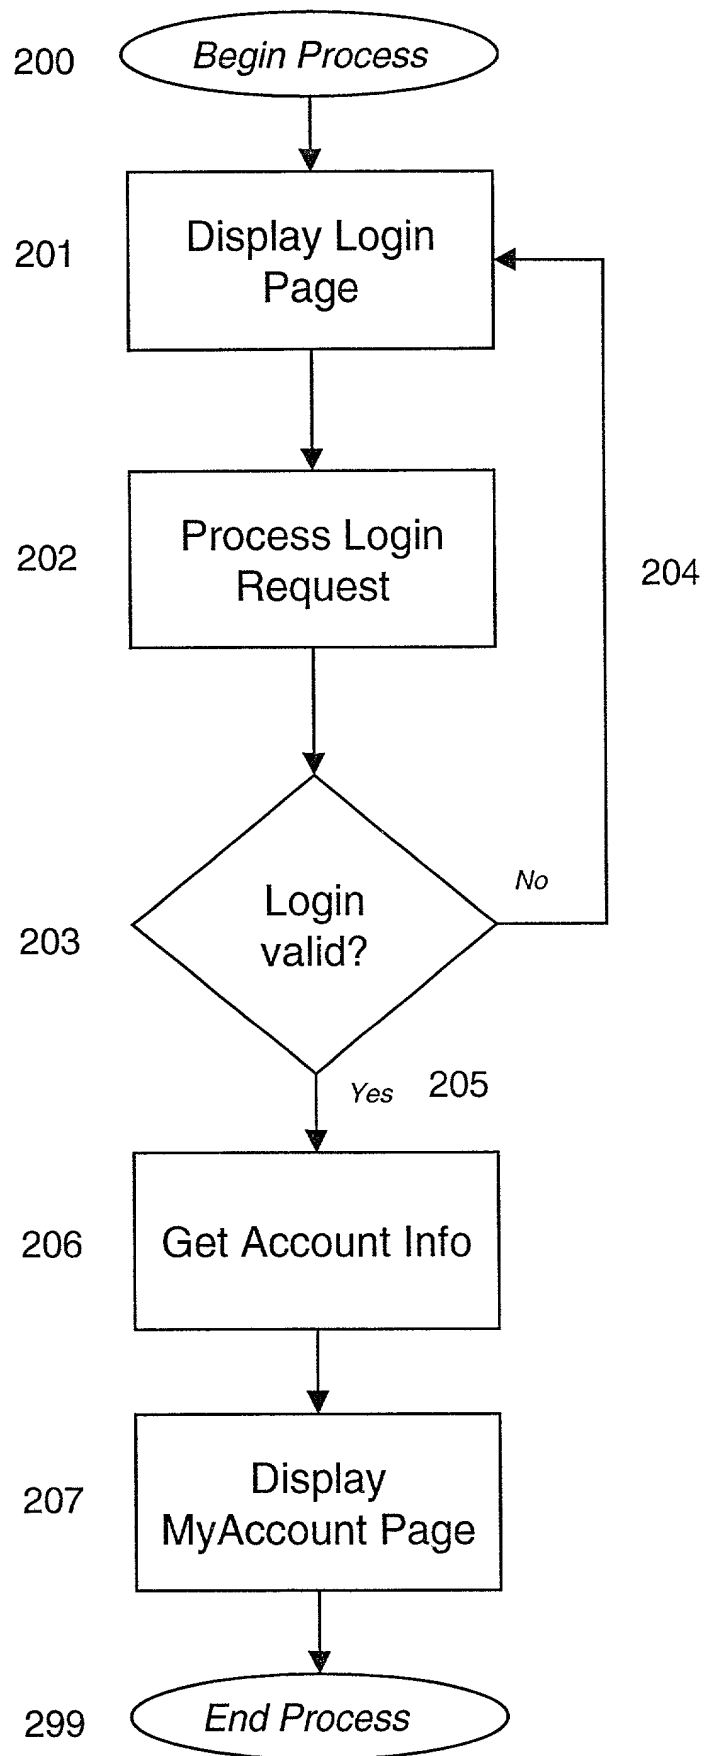 200
Begin Process
201
Display Login
Page
202
Process Login
Request
204
203
Login
valid?
No
Yes
205
206
Get Account Info
207
Display
MyAccount Page
299
End Process